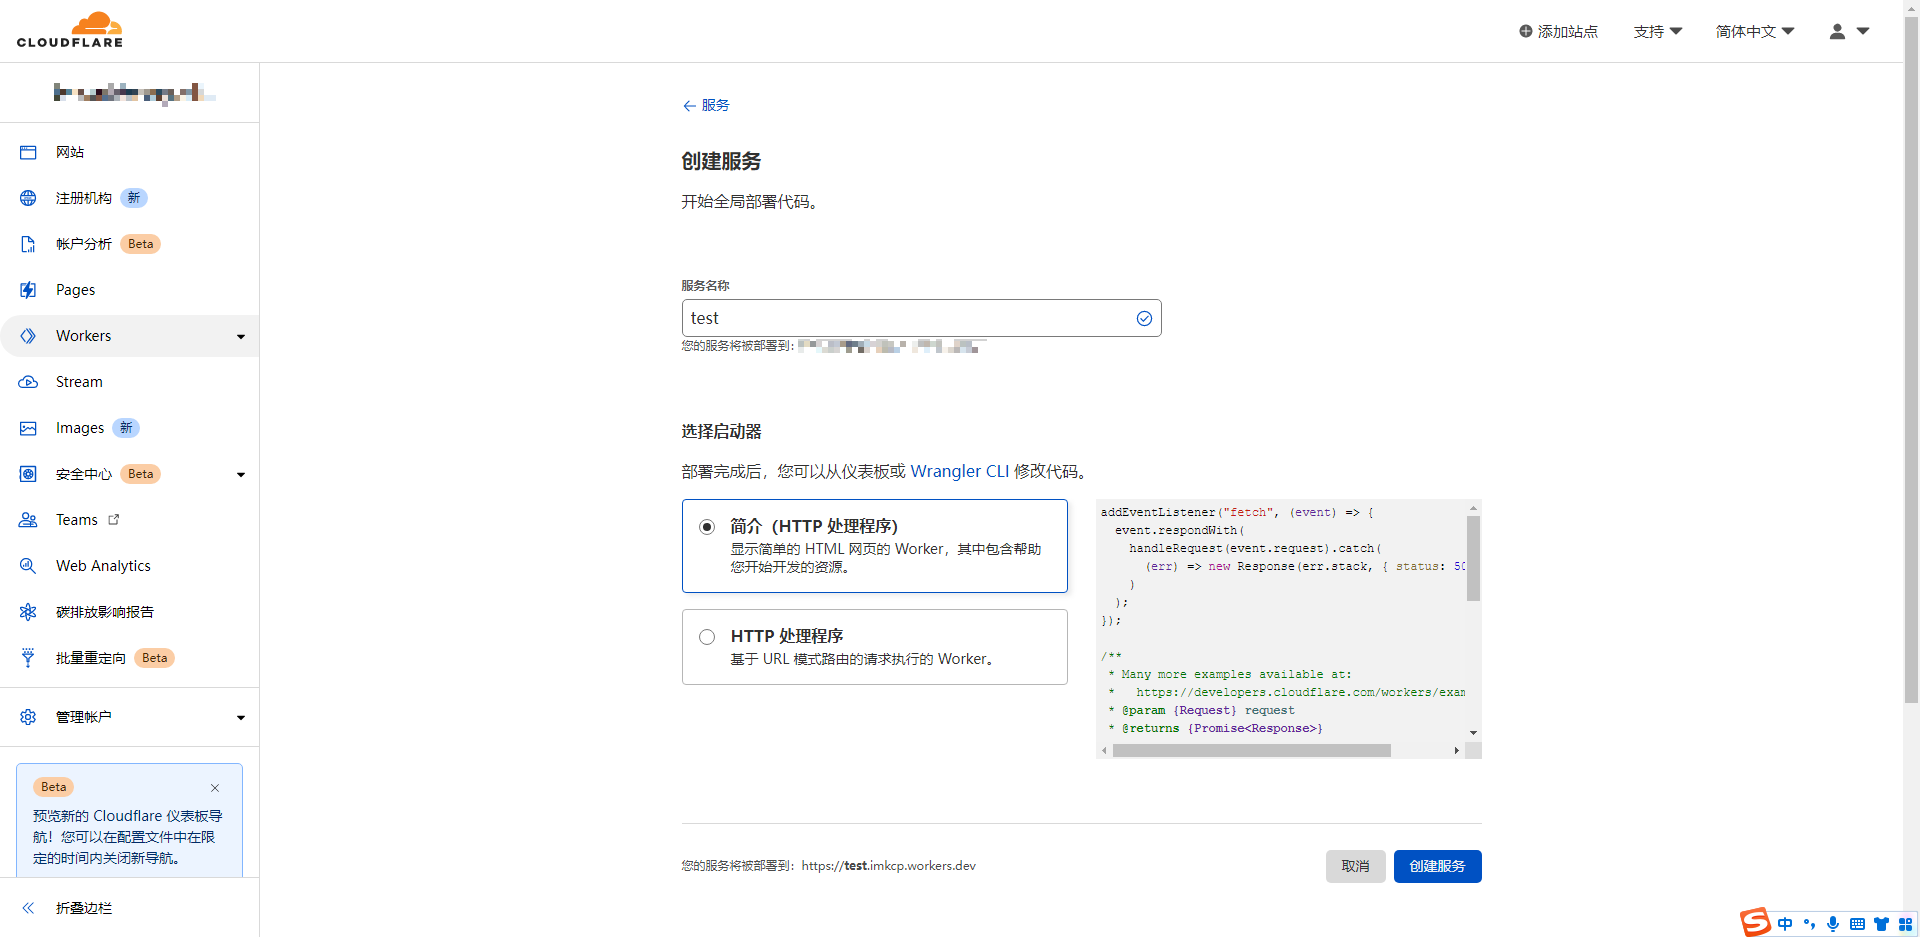 CLOUDFLARE
添加站点
支持
简体中文
网站
注册机构 新
帐户分析 Beta
Pages
Workers
Stream
Images 新
安全中心 Beta
Teams
Web Analytics
碳排放影响报告
批量重定向 Beta
管理帐户
Beta
预览新的 Cloudflare 仪表板导
航！您可以在配置文件中在限
定的时间内关闭新导航。
折叠边栏
服务
创建服务
开始全局部署代码。
服务名称
test
您的服务将被部署到：
选择启动器
部署完成后，您可以从仪表板或 Wrangler CLI 修改代码。
简介（HTTP 处理程序)
显示简单的 HTML 网页的 Worker，其中包含帮助
您开始开发的资源。
HTTP 处理程序
基于 URL 模式路由的请求执行的 Worker。
addEventListener("fetch", (event) => {
event.respondWith(
handleRequest(event.request).catch(
(err) => new Response(err.stack, { status: 50
)
);
});
/**
* Many more examples available at:
* https://developers.cloudflare.com/workers/exam
* @param {Request} request
* @returns {Promise<Response>}
您的服务将被部署到：https://test.imkcp.workers.dev
取消
创建服务
S 中